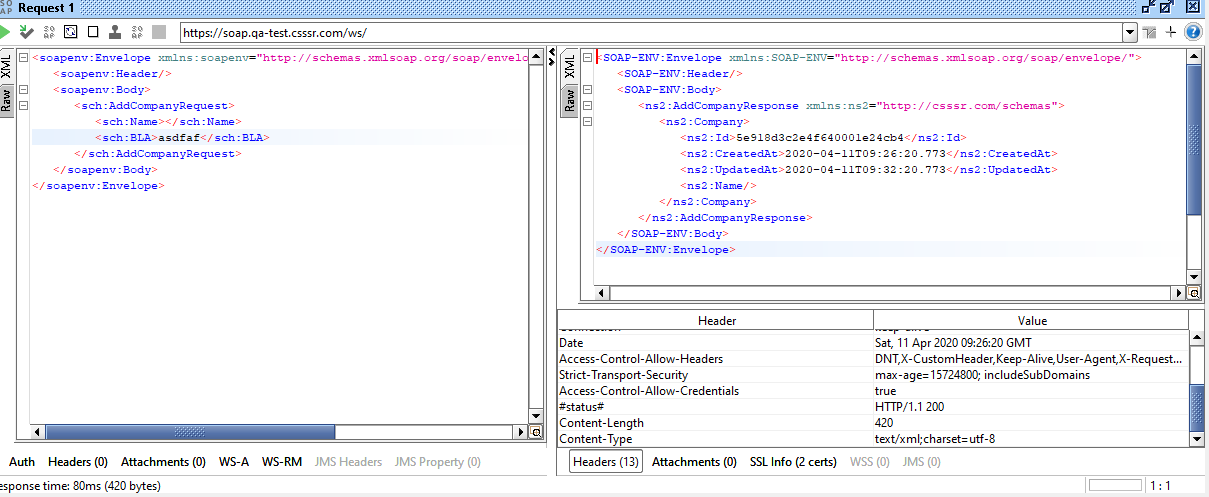 SO
AP
Request 1
https://soap.qa-test.csssr.com/ws/
XML
Raw
<soapenv:Envelope xmlns:soapenv="http://schemas.xmlsoap.org/soap/envelo
<soapenv:Header/>
<soapenv:Body>
<sch:AddCompanyRequest>
<sch:Name></sch:Name>
<sch:BLA>asdfaf</sch:BLA>
</sch:AddCompanyRequest>
</soapenv:Body>
</soapenv:Envelope>
XML
Raw
<SOAP-ENV:Envelope xmlns:SOAP-ENV="http://schemas.xmlsoap.org/soap/envelope/">
<SOAP-ENV:Header/>
<SOAP-ENV:Body>
<ns2:AddCompanyResponse xmlns:ns2="http://csssr.com/schemas">
<ns2:Company>
<ns2:Id>5e918d3c2e4f640001e24cb4</ns2:Id>
<ns2:CreatedAt>2020-04-11T09:26:20.773</ns2:CreatedAt>
<ns2:UpdatedAt>2020-04-11T09:32:20.773</ns2:UpdatedAt>
<ns2:Name/>
</ns2:Company>
</ns2:AddCompanyResponse>
</SOAP-ENV:Body>
</SOAP-ENV:Envelope>
Header Value
Date Sat, 11 Apr 2020 09:26:20 GMT
Access-Control-Allow-Headers DNT,X-CustomHeader,Keep-Alive,User-Agent,X-Request...
Strict-Transport-Security max-age=15724800; includeSubDomains
Access-Control-Allow-Credentials true
#status# HTTP/1.1 200
Content-Length 420
Content-Type text/xml;charset=utf-8
Auth Headers (0) Attachments (0) WS-A WS-RM JMS Headers JMS Property (0)
Headers (13) Attachments (0) SSL Info (2 certs) WSS (0) JMS (0)
esponse time: 80ms (420 bytes)
1 : 1